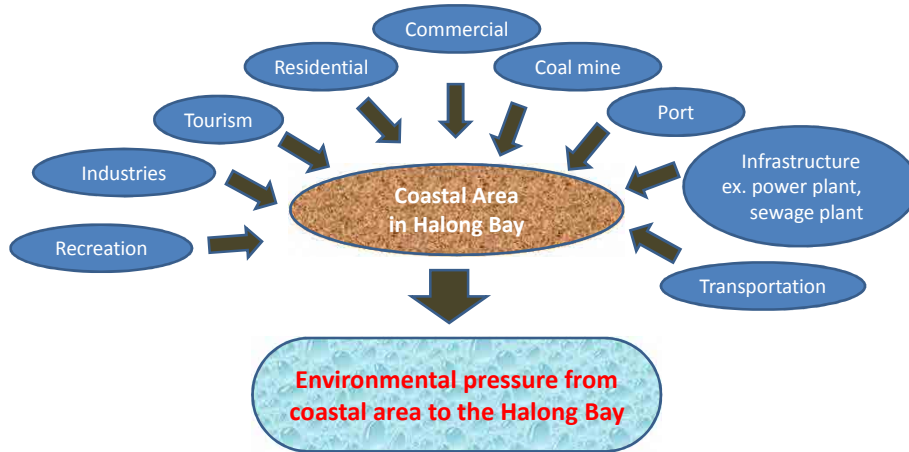 Commercial
Residential
Coal mine
Tourism
Port
Industries
Infrastructure
ex. power plant,
sewage plant
Coastal Area
in Halong Bay
Recreation
Transportation
Environmental pressure from
coastal area to the Halong Bay